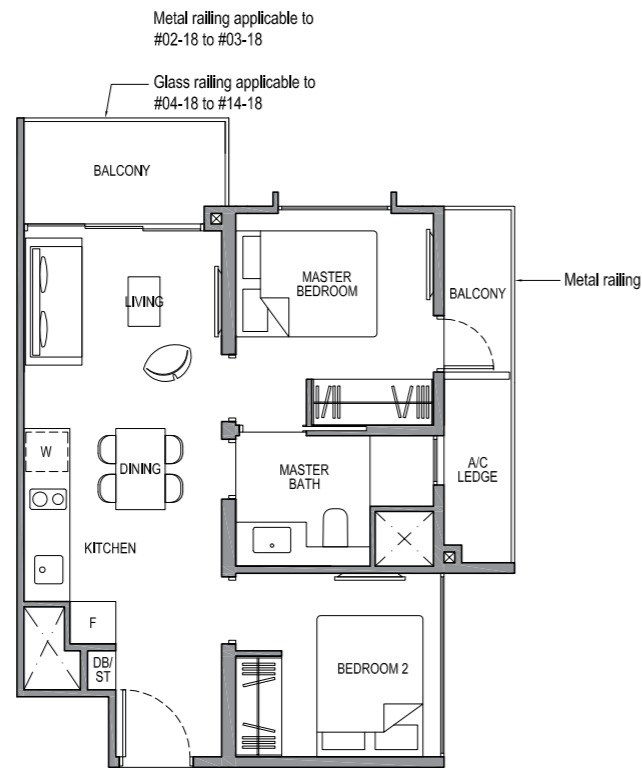 Metal railing applicable to
#02-18 to #03-18
Glass railing applicable to
#04-18 to #14-18
BALCONY
MASTER
BEDROOM
LIVING
BALCONY
Metal railing
W
DINING
MASTER
BATH
A/C
LEDGE
KITCHEN
F
DB/
ST
BEDROOM 2